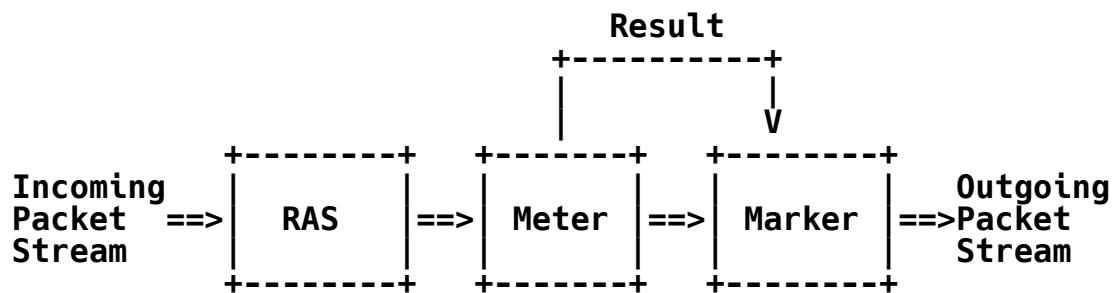 Result
Incoming Packet Stream
==> RAS ==> Meter ==> Marker ==>
V
Outgoing Packet Stream